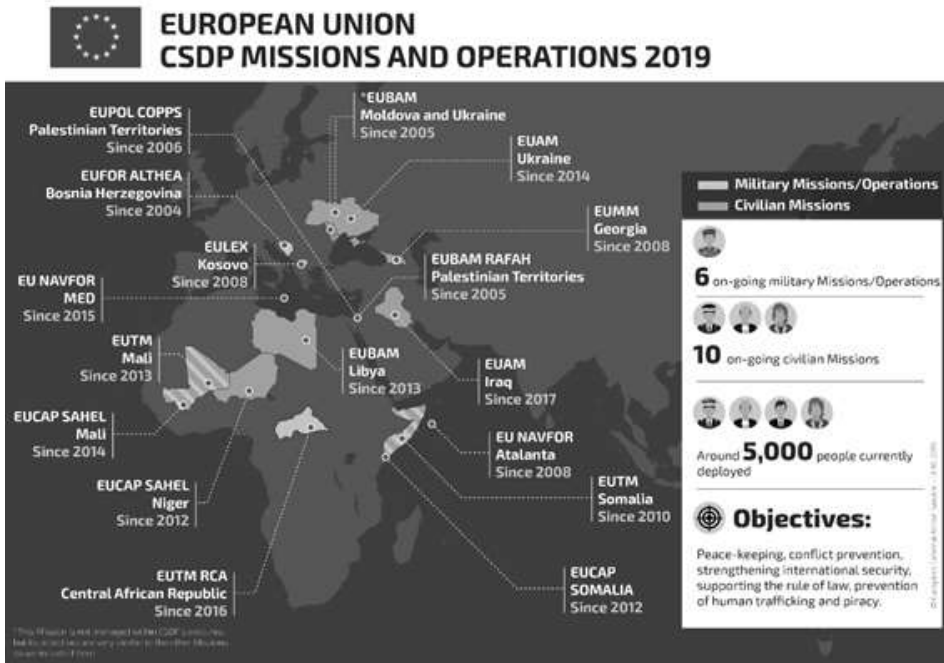 EUROPEAN UNION
CSDP MISSIONS AND OPERATIONS 2019
EUPOL COPPS
Palestinian Territories
Since 2006
*EUBAM
Moldova and Ukraine
Since 2005
EUAM
Ukraine
Since 2014
EUFOR ALTHEA
Bosnia Herzegovina
Since 2004
EUMM
Georgia
Since 2008
EULEX
Kosovo
Since 2008
EUBAM RAFAH
Palestinian Territories
Since 2005
EU NAVFOR
MED
Since 2015
EUTM
Mali
Since 2013
EUBAM
Libya
Since 2013
EUAM
Iraq
Since 2017
EUCAP SAHEL
Mali
Since 2014
EU NAVFOR
Atalanta
Since 2008
EUCAP SAHEL
Niger
Since 2012
EUTM
Somalia
Since 2010
EUTM RCA
Central African Republic
Since 2016
EUCAP
SOMALIA
Since 2012
Military Missions/Operations
Civilian Missions
6 on-going military Missions/Operations
10 on-going civilian Missions
Around 5,000 people currently
deployed
Objectives:
Peace-keeping, conflict prevention,
strengthening international security,
supporting the rule of law, prevention
of human trafficking and piracy.